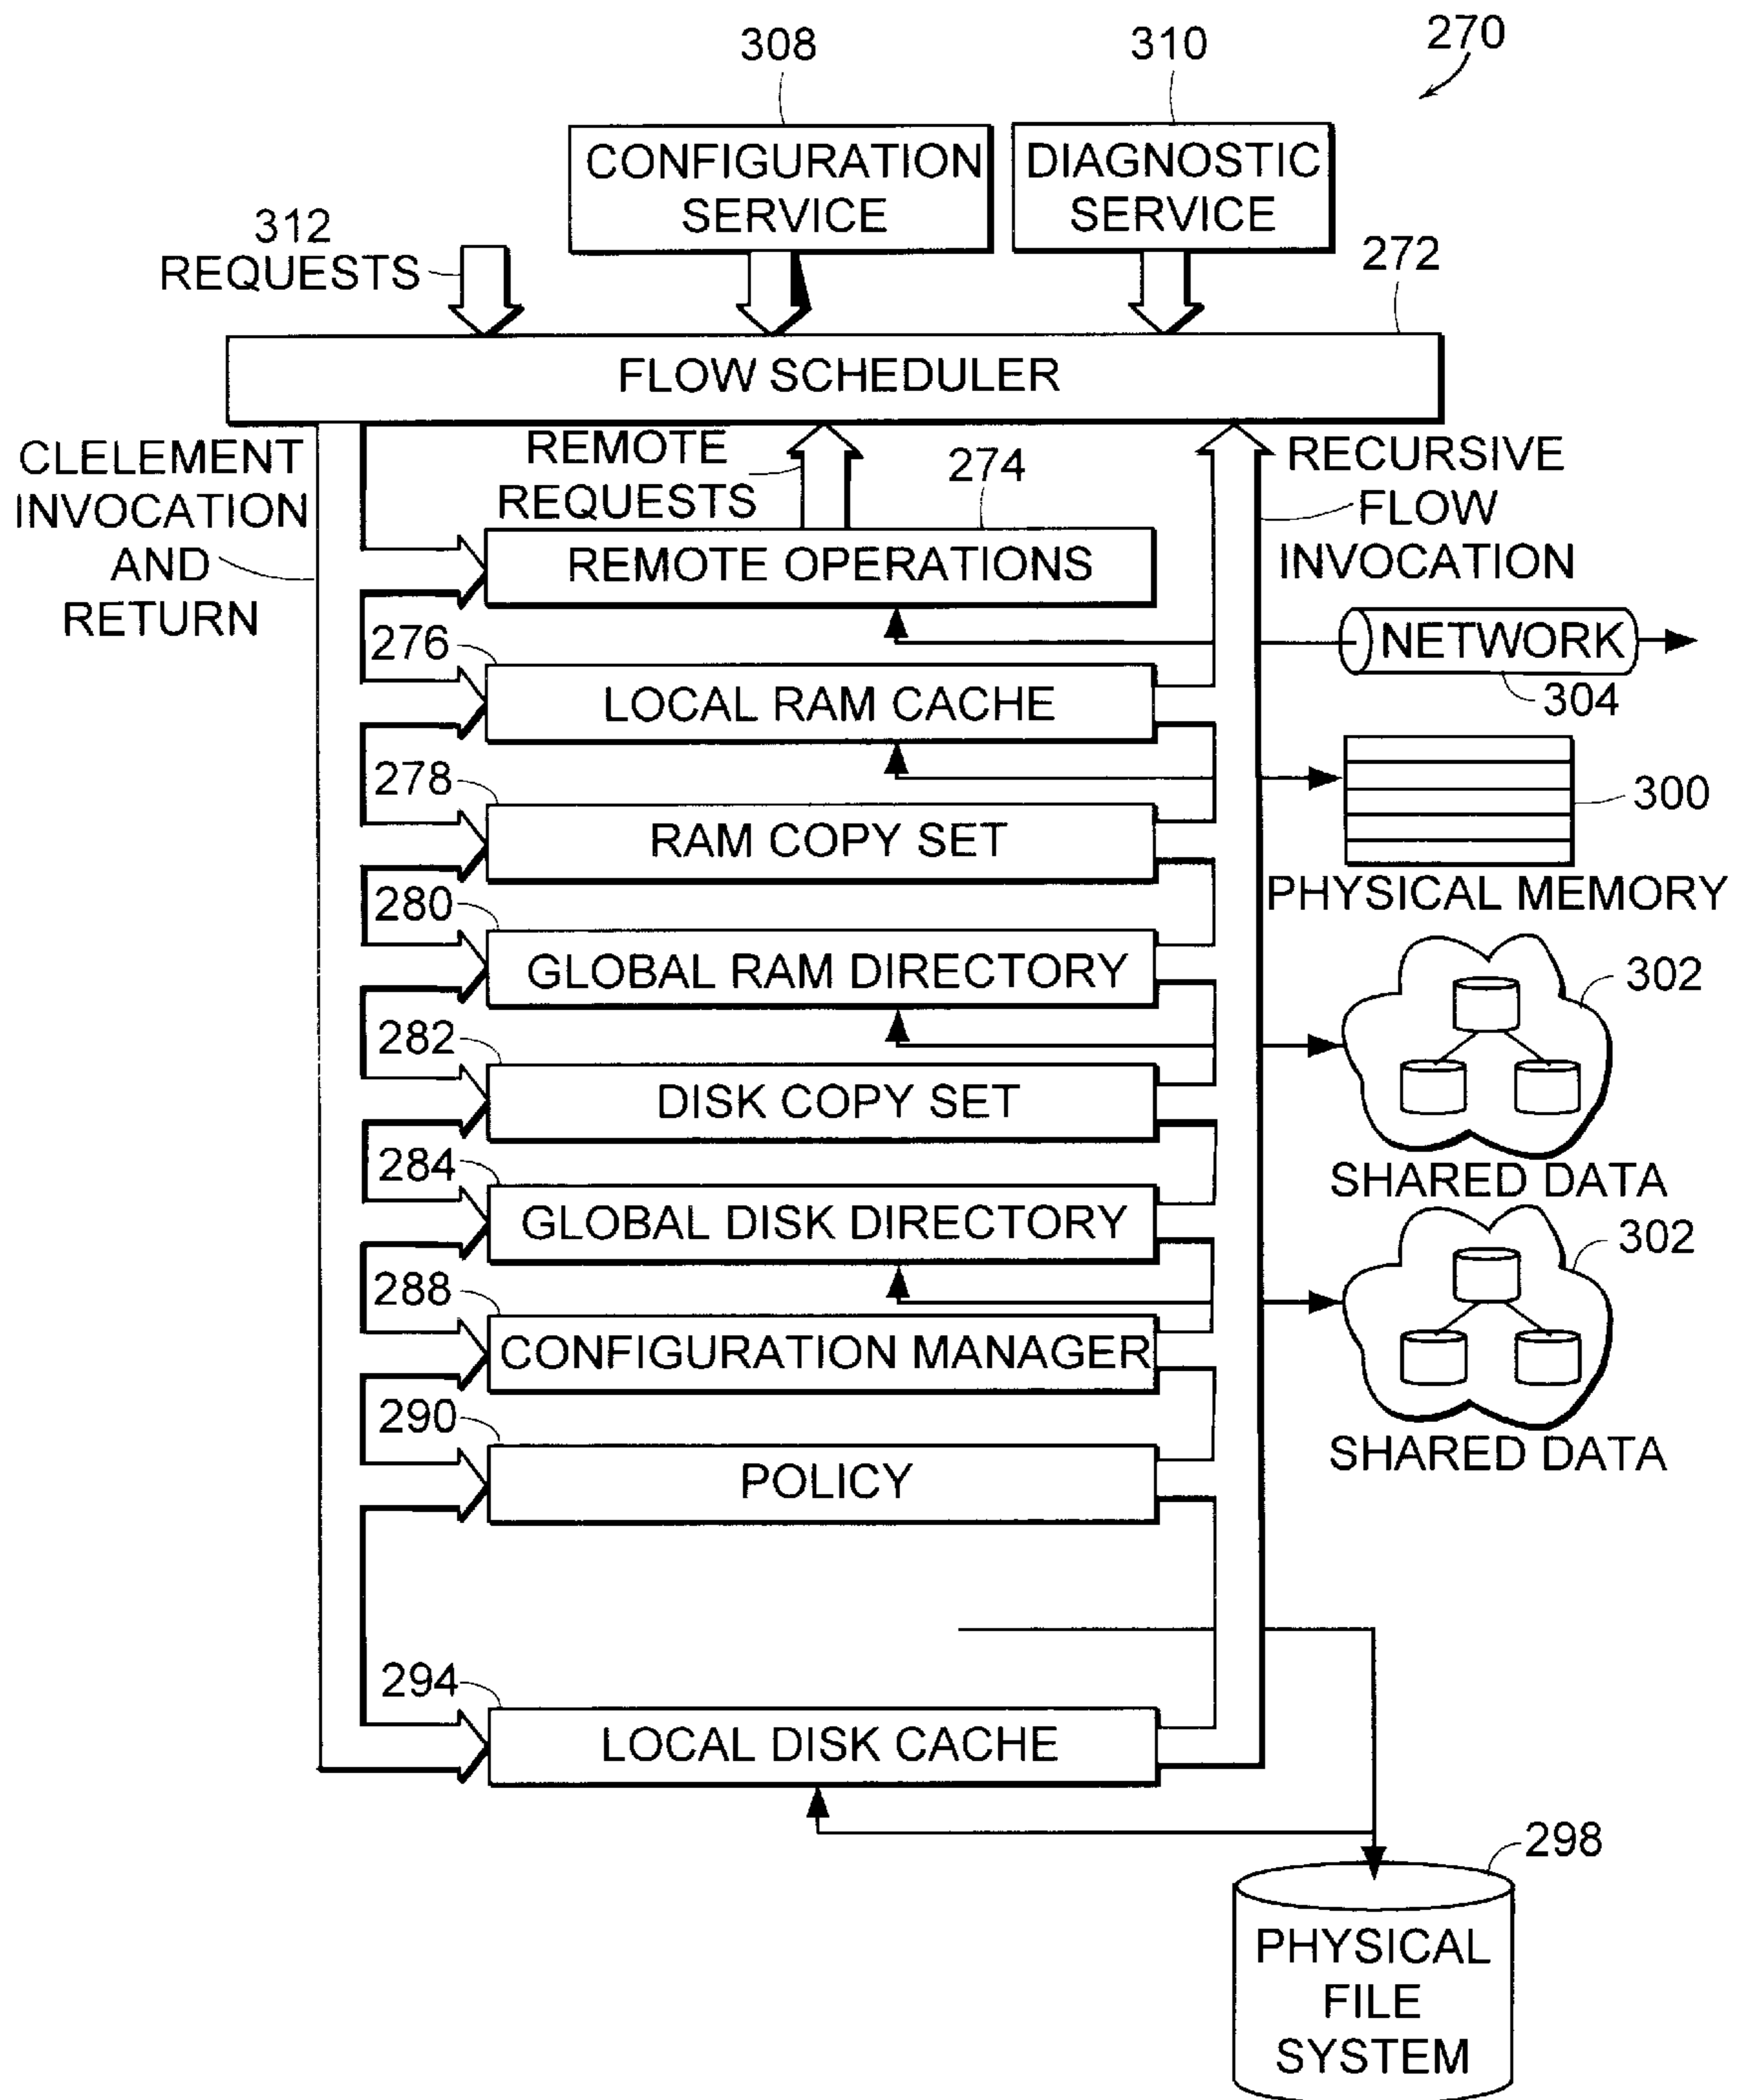 308
310
270
CONFIGURATION
SERVICE
DIAGNOSTIC
SERVICE
312
REQUESTS
272
FLOW SCHEDULER
CLELEMENT
INVOCATION
AND
RETURN
REMOTE
REQUESTS
274
RECURSIVE
FLOW
INVOCATION
REMOTE OPERATIONS
276
NETWORK
304
LOCAL RAM CACHE
278
300
RAM COPY SET
PHYSICAL MEMORY
280
GLOBAL RAM DIRECTORY
302
282
DISK COPY SET
SHARED DATA
284
GLOBAL DISK DIRECTORY
302
288
CONFIGURATION MANAGER
290
SHARED DATA
POLICY
294
LOCAL DISK CACHE
298
PHYSICAL
FILE
SYSTEM